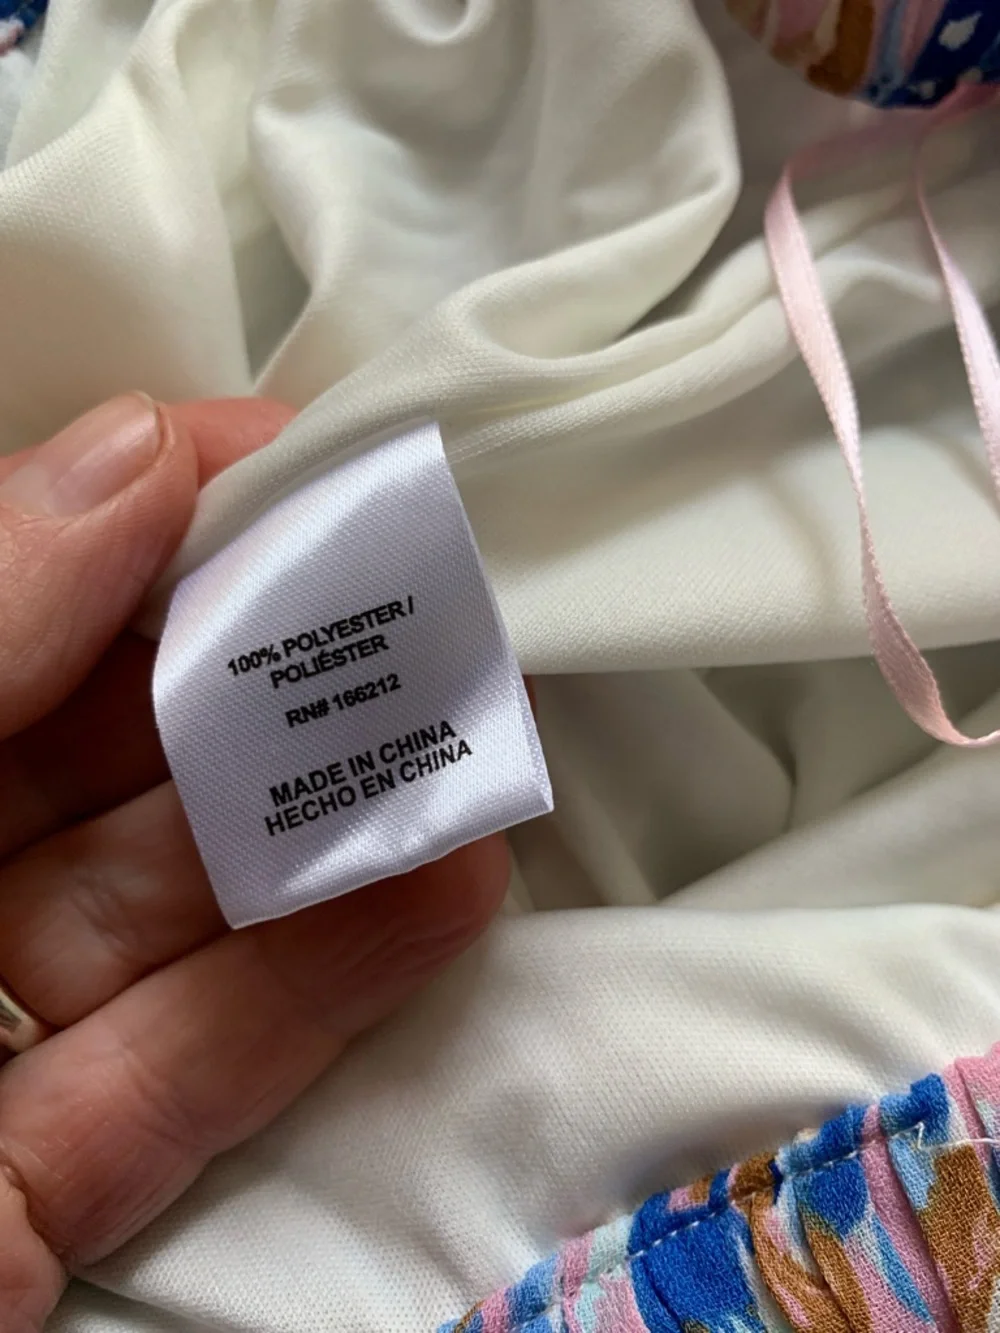 100% POLYESTER /
POLIÉSTER
RN# 166212
MADE IN CHINA
HECHO EN CHINA